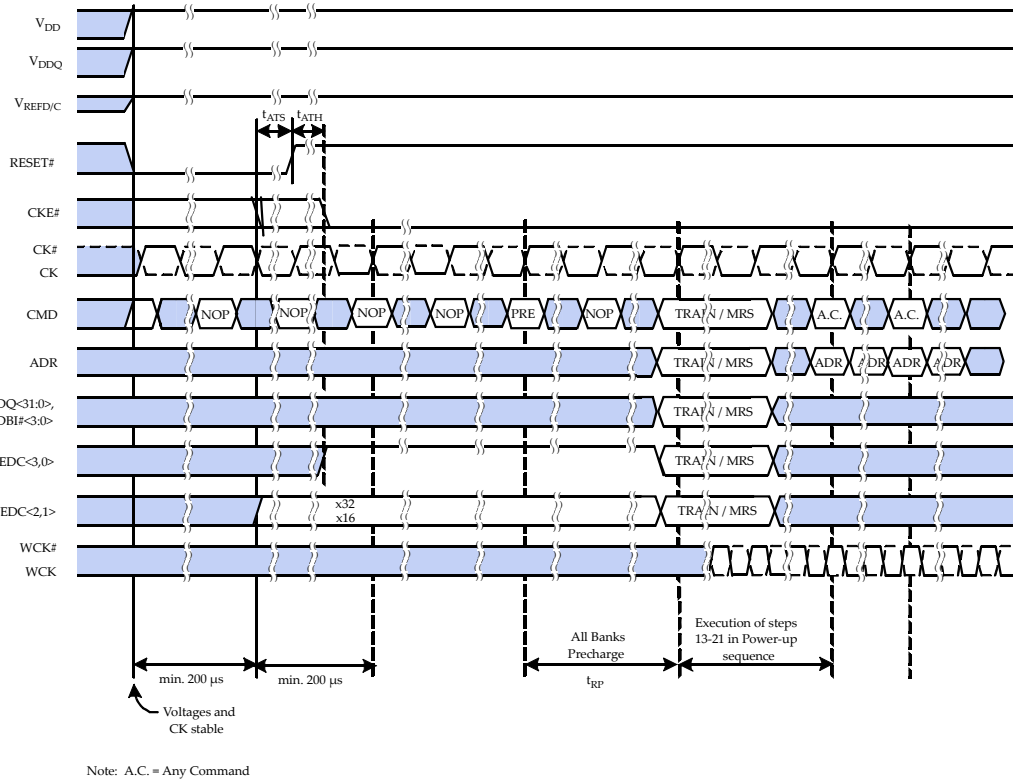 VDD
VDDQ
VREFD/C
tATS tATH
RESET#
CKE#
CK#
CK
CMD NOP NOP NOP NOP PRE NOP TRAIN / MRS A.C. A.C.
ADR TRAIN / MRS ADR ADR ADR ADR
DQ<31:0>,
DBI#<3:0> TRAIN / MRS
EDC<3,0> TRAIN / MRS
EDC<2,1> x32 TRAIN / MRS
x16
WCK#
WCK
All Banks
Precharge
tRP
Execution of steps
13-21 in Power-up
sequence
min. 200 µs min. 200 µs
Voltages and
CK stable
Note: A.C. = Any Command